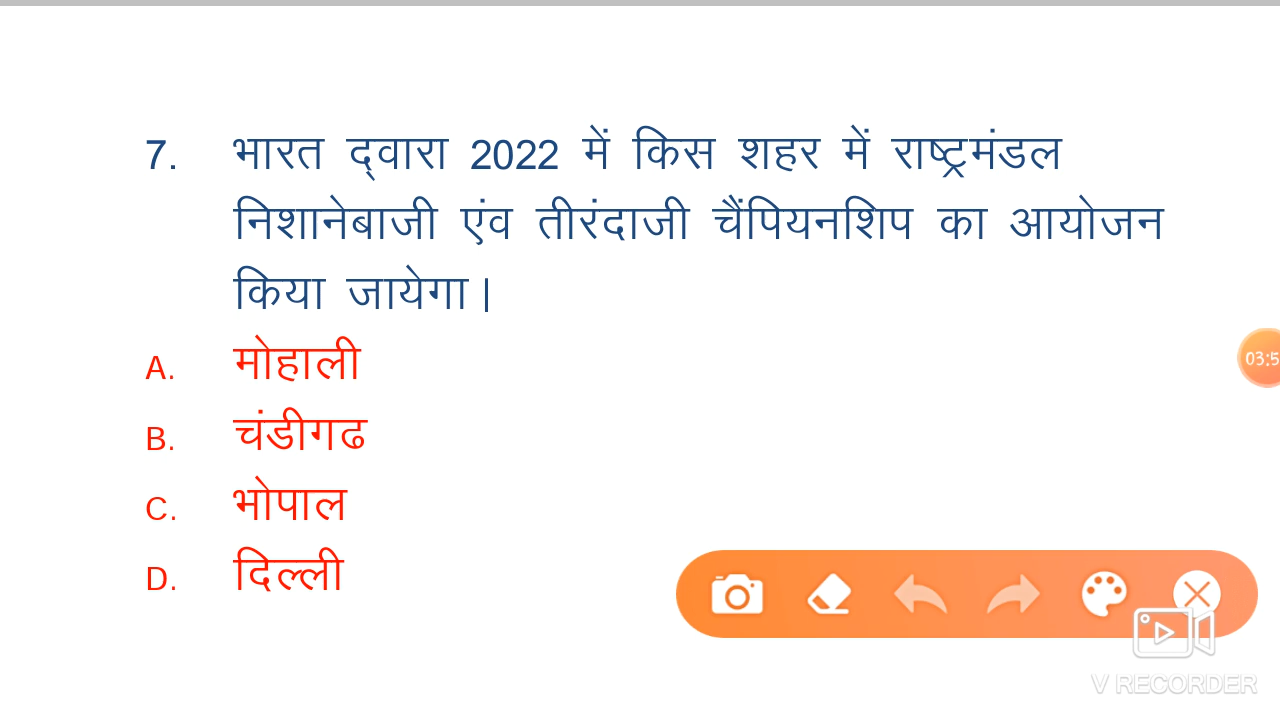 7. भारत द्वारा 2022 में किस शहर में राष्ट्रमंडल
निशानेबाजी एंव तीरंदाजी चैंपियनशिप का आयोजन
किया जायेगा।
A. मोहाली
B. चंडीगढ
C. भोपाल
D. दिल्ली
03:5
V RECORDER